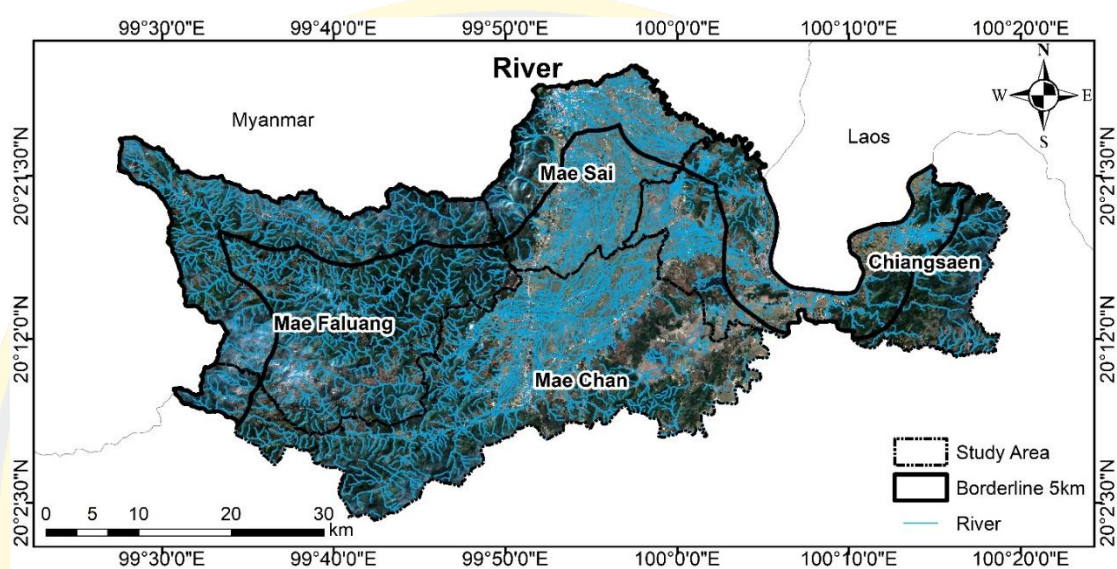 99°30'0"E 99°40'0"E 99°50'0"E 100°0'0"E 100°10'0"E 100°20'0"E
River
N
W E
S
Myanmar
Laos
20°21'30"N
20°21'30"N
Mae Sai
Chiangsaen
Mae Faluang
20°12'0"N
20°12'0"N
Mae Chan
Study Area
Borderline 5km
River
20°2'30"N
20°2'30"N
0 5 10 20 30
km
99°30'0"E 99°40'0"E 99°50'0"E 100°0'0"E 100°10'0"E 100°20'0"E